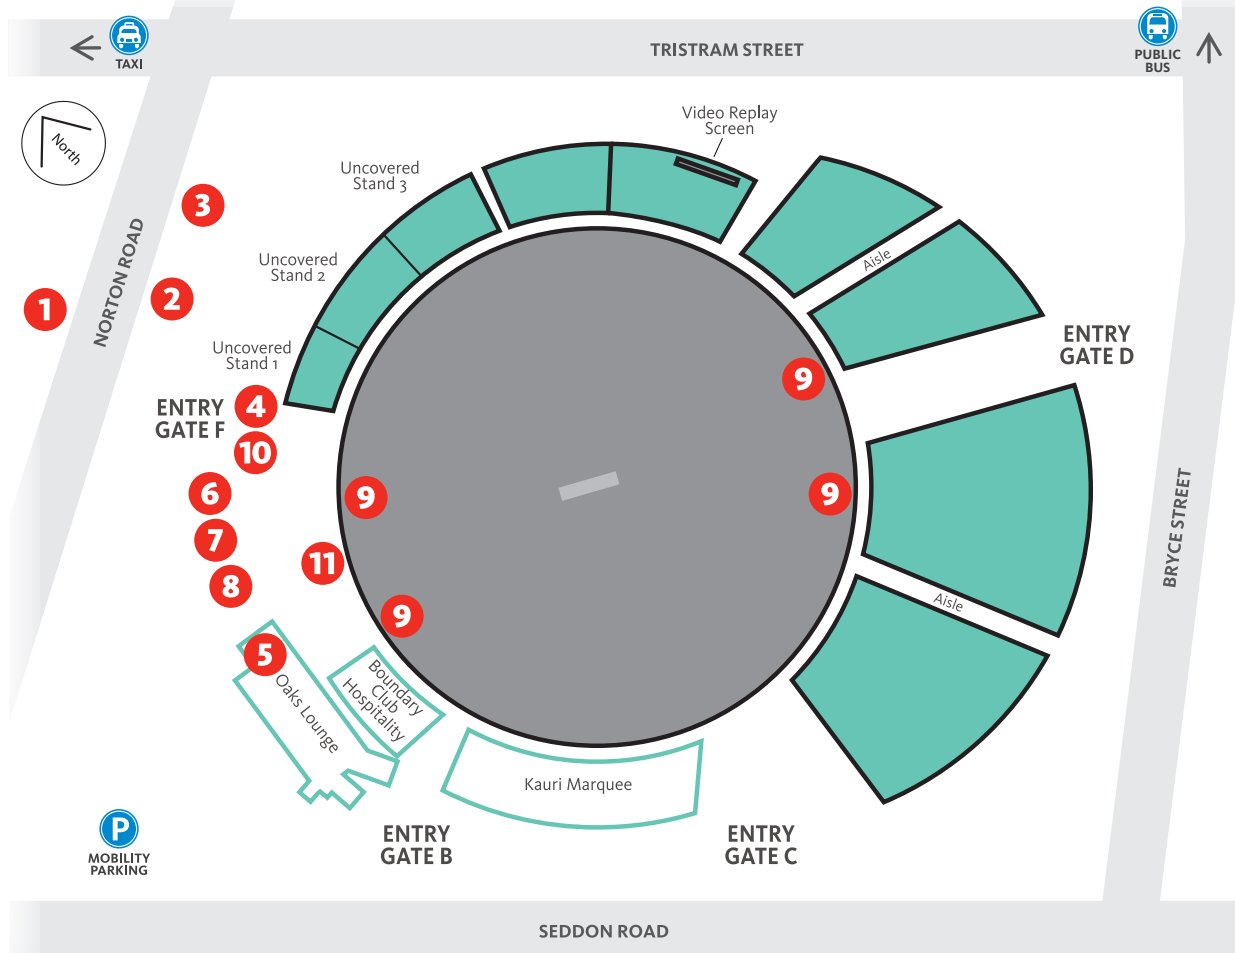 TAXI
TRISTRAM STREET
PUBLIC
BUS
North
Video Replay
Screen
Uncovered
Stand 3
3
Uncovered
Stand 2
Aisle
NORTON ROAD
2
1
Uncovered
Stand 1
ENTRY
GATE D
9
4
ENTRY
GATE F
10
6
9
9
7
11
8
BRYCE STREET
Aisle
9
5
Oaks Lounge
Boundary
Club
Hospitality
Kauri Marquee
P
MOBILITY
PARKING
ENTRY
GATE B
ENTRY
GATE C
SEDDON ROAD